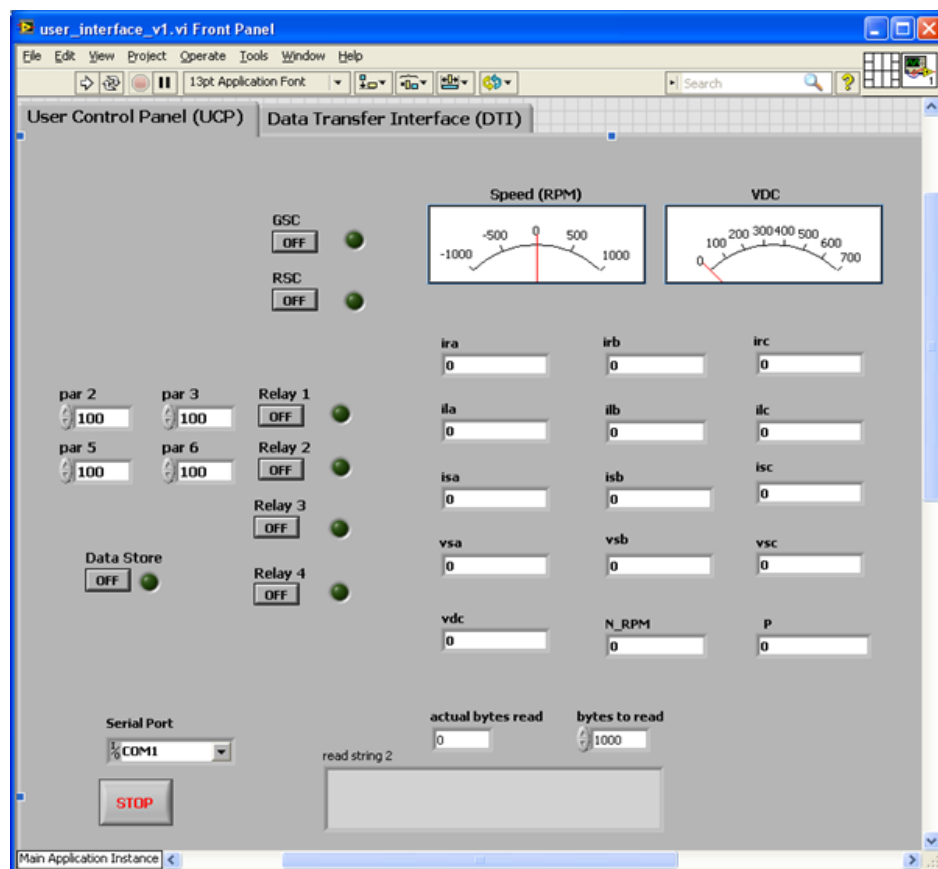 user_interface_v1.vi Front Panel
File Edit View Project Operate Tools Window Help
13pt Application Font
Search
1
User Control Panel (UCP)
Data Transfer Interface (DTI)
Speed (RPM)
-1000 -500 0 500 1000
VDC
0 100 200 300 400 500 600 700
GSC
OFF
RSC
OFF
ira irb irc
0 0 0
par 2 par 3 Relay 1
100 100 OFF
ila ilb ilc
0 0 0
par 5 par 6 Relay 2
100 100 OFF
isa isb isc
0 0 0
Relay 3
OFF
vsa vsb vsc
0 0 0
Data Store
OFF
Relay 4
OFF
vdc N_RPM P
0 0 0
Serial Port
COM1
actual bytes read bytes to read
0 1000
read string 2
STOP
Main Application Instance